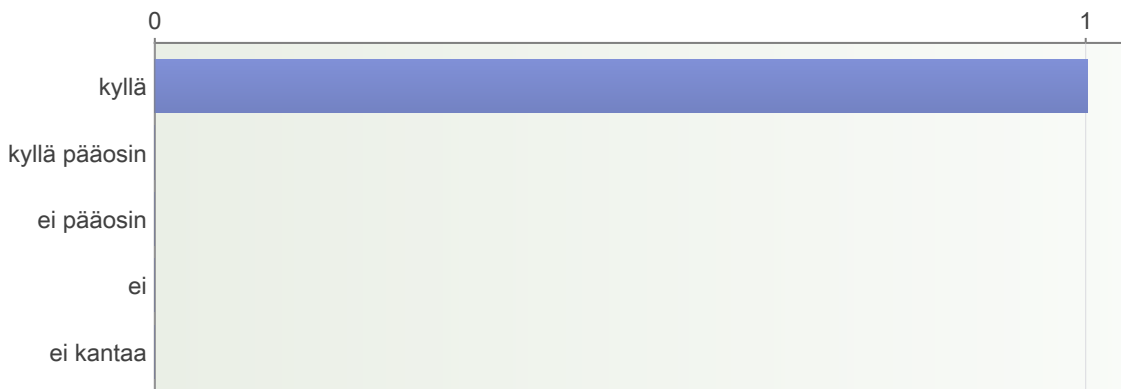 0 1
kyllä
kyllä pääosin
ei pääosin
ei
ei kantaa